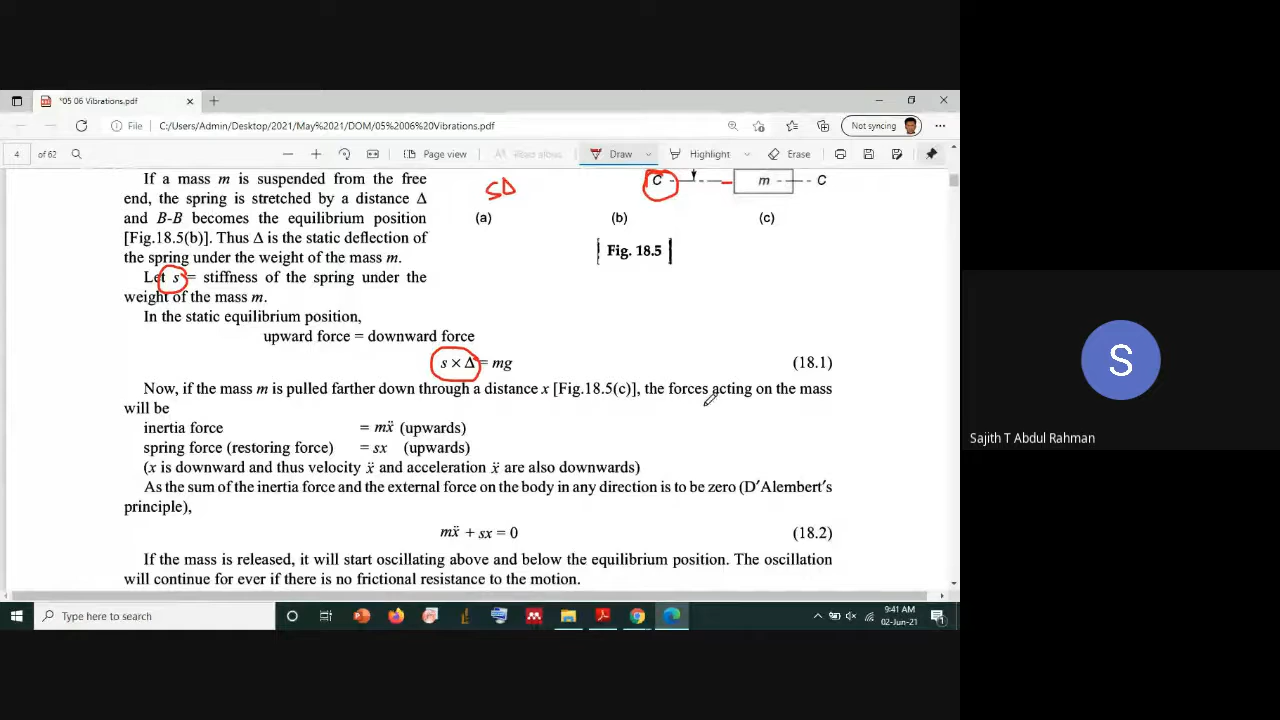 *05 06 Vibrations.pdf
File
C:/Users/Admin/Desktop/2021/May%2021/DOM/05%2006%20Vibrations.pdf
Not syncing
4 of 62
Page view
Read aloud
Draw
Highlight
Erase
If a mass m is suspended from the free
end, the spring is stretched by a distance Δ
and B-B becomes the equilibrium position
[Fig.18.5(b)]. Thus Δ is the static deflection of
the spring under the weight of the mass m.
SΔ
C
m
C
(a)
(b)
(c)
Fig. 18.5
Let s = stiffness of the spring under the
weight of the mass m.
In the static equilibrium position,
upward force = downward force
s × Δ = mg (18.1)
Now, if the mass m is pulled farther down through a distance x [Fig.18.5(c)], the forces acting on the mass
will be
inertia force = mẍ (upwards)
spring force (restoring force) = sx (upwards)
(x is downward and thus velocity ẍ and acceleration ẍ are also downwards)
As the sum of the inertia force and the external force on the body in any direction is to be zero (D′Alembert′s
principle),
mẍ + sx = 0 (18.2)
If the mass is released, it will start oscillating above and below the equilibrium position. The oscillation
will continue for ever if there is no frictional resistance to the motion.
Type here to search
9:41 AM
02-Jun-21
S
Sajith T Abdul Rahman